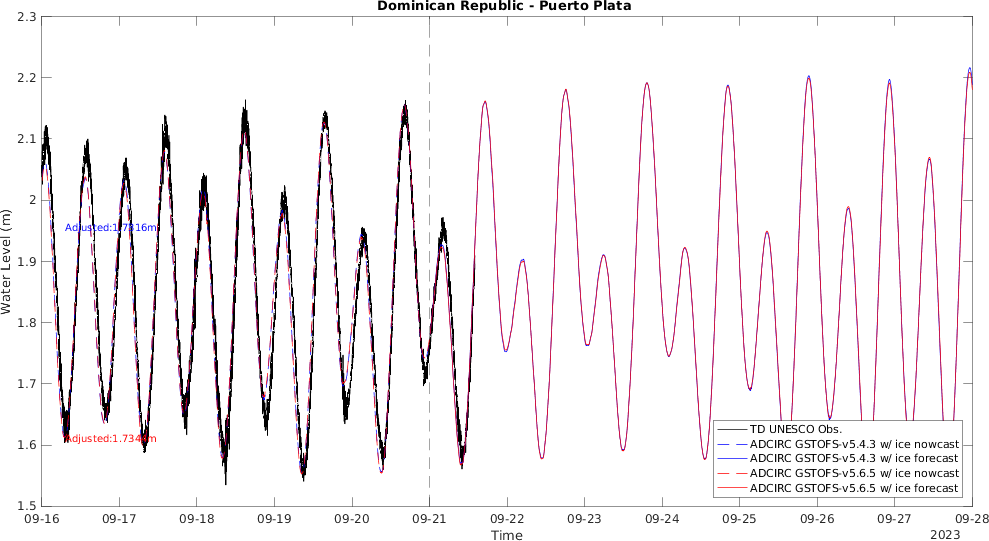 Dominican Republic - Puerto Plata
2.3
2.2
2.1
2
1.9
1.8
1.7
1.6
1.5
Water Level (m)
Adjusted:1.7316m
TD UNESCO Obs.
ADCIRC GSTOFS-v5.4.3 w/ ice nowcast
ADCIRC GSTOFS-v5.4.3 w/ ice forecast
ADCIRC GSTOFS-v5.6.5 w/ ice nowcast
ADCIRC GSTOFS-v5.6.5 w/ ice forecast
09-16 09-17 09-18 09-19 09-20 09-21 09-22 09-23 09-24 09-25 09-26 09-27 09-28
Time
2023